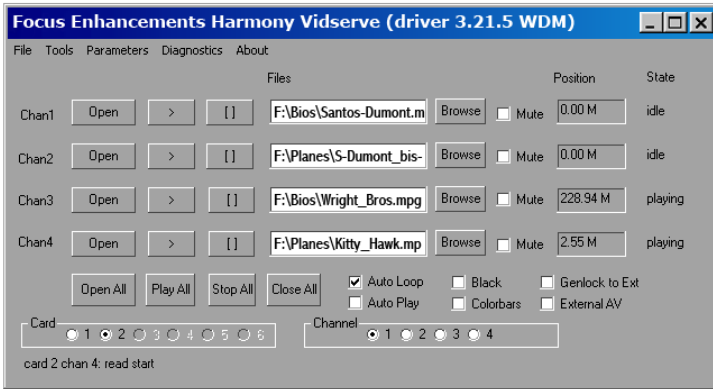 Focus Enhancements Harmony Vidserve (driver 3.21.5 WDM)
File Tools Parameters Diagnostics About
Files Position State
Chan1 Open > [ ] F:\Bios\Santos-Dumont.m Browse Mute 0.00 M idle
Chan2 Open > [ ] F:\Planes\S-Dumont_bis- Browse Mute 0.00 M idle
Chan3 Open > [ ] F:\Bios\Wright_Bros.mpg Browse Mute 228.94 M playing
Chan4 Open > [ ] F:\Planes\Kitty_Hawk.mp Browse Mute 2.55 M playing
Open All Play All Stop All Close All Auto Loop Black Genlock to Ext
Auto Play Colorbars External AV
Card Channel
1 2 3 4 5 6 1 2 3 4
card 2 chan 4: read start